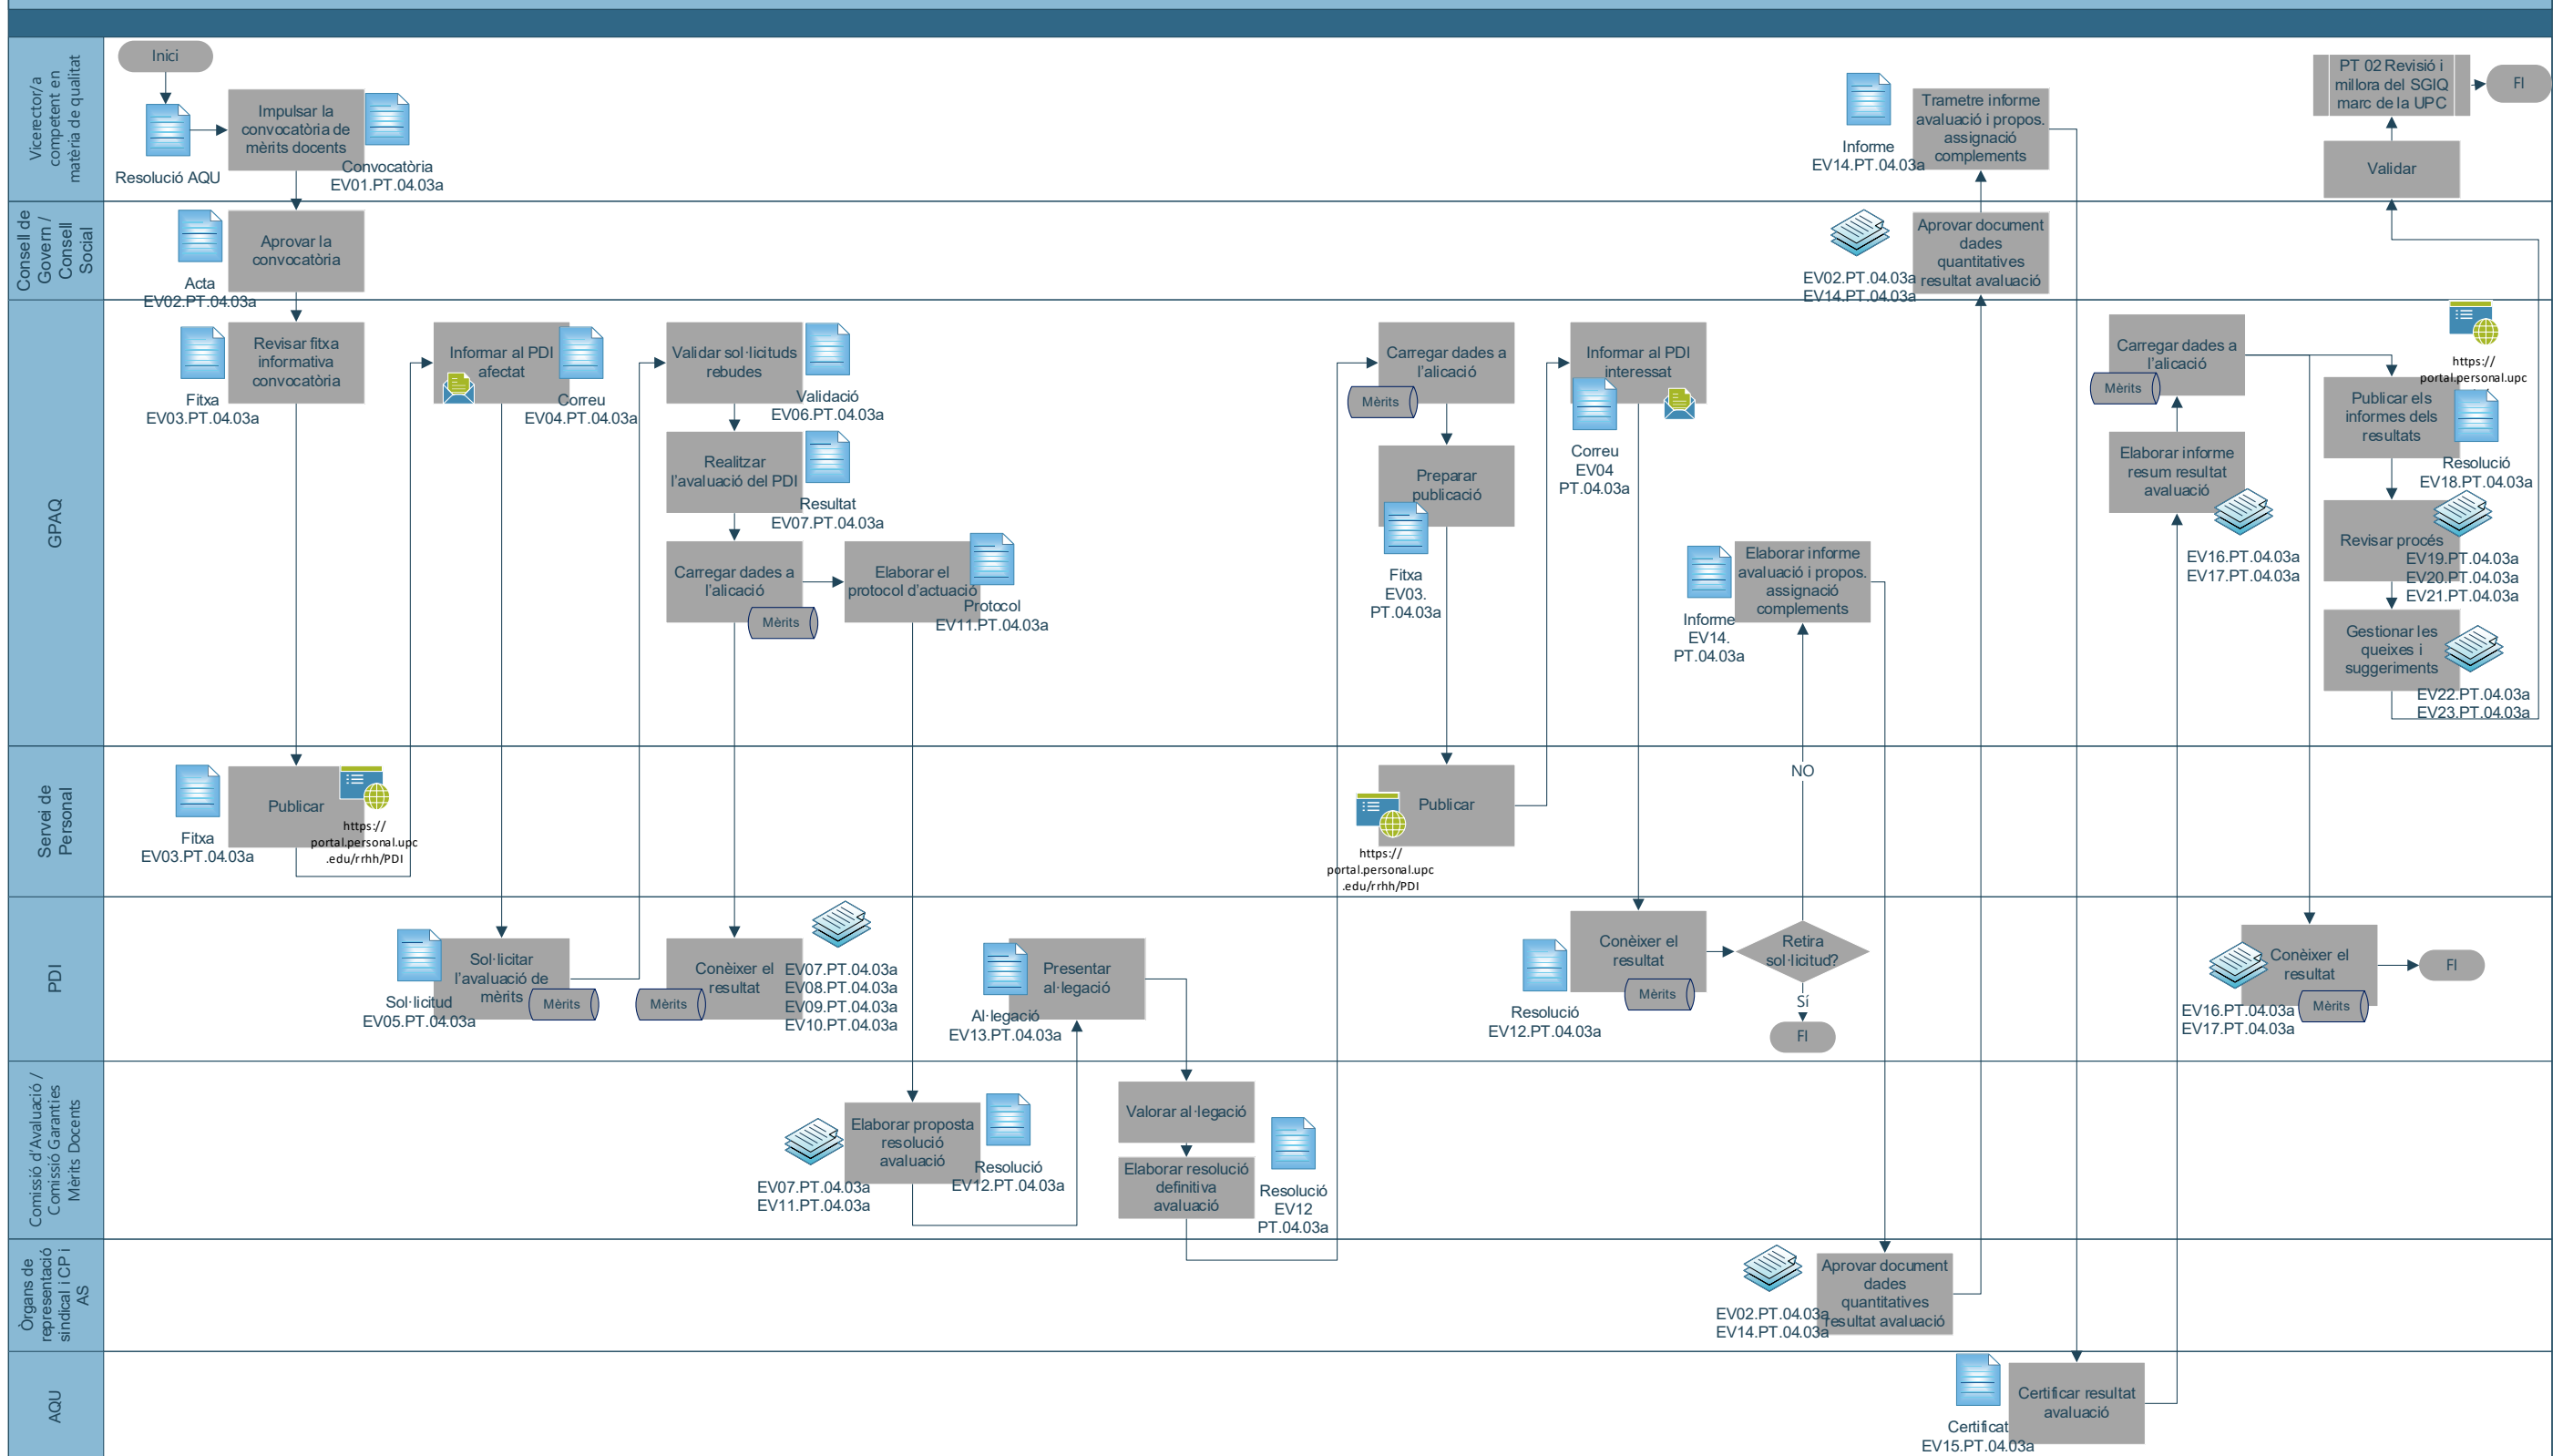 Vicerector/a
competent en
matèria de qualitat
Inici
Resolució AQU
Impulsar la
convocatòria de
mèrits docents
Convocatòria
EV01.PT.04.03a
Informe
EV14.PT.04.03a
Trametre informe
avaluació i propos.
assignació
complements
PT 02 Revisió i
millora del SGIQ
marc de la UPC
FI
Validar
Consell de
Govern /
Consell
Social
Acta
EV02.PT.04.03a
Aprovar la
convocatòria
EV02.PT.04.03a
EV14.PT.04.03a
Aprovar document
dades
quantitatives
resultat avaluació
GPAQ
Fitxa
EV03.PT.04.03a
Revisar fitxa
informativa
convocatòria
Informar al PDI
afectat
Correu
EV04.PT.04.03a
Validar sol·licituds
rebudes
Validació
EV06.PT.04.03a
Realitzar
l'avaluació del PDI
Resultat
EV07.PT.04.03a
Carregar dades a
l'alicació
Mèrits
Elaborar el
protocol d'actuació
Protocol
EV11.PT.04.03a
Carregar dades a
l'alicació
Mèrits
Preparar
publicació
Fitxa
EV03.
PT.04.03a
Informar al PDI
interessat
Correu
EV04
PT.04.03a
Informe
EV14.
PT.04.03a
Elaborar informe
avaluació i propos.
assignació
complements
Carregar dades a
l'alicació
Mèrits
Elaborar informe
resum resultat
avaluació
EV16.PT.04.03a
EV17.PT.04.03a
https://
portal.personal.upc
Publicar els
informes dels
resultats
Resolució
EV18.PT.04.03a
Revisar procés
EV19.PT.04.03a
EV20.PT.04.03a
EV21.PT.04.03a
Gestionar les
queixes i
suggeriments
EV22.PT.04.03a
EV23.PT.04.03a
Servei de
Personal
Fitxa
EV03.PT.04.03a
Publicar
https://
portal.personal.upc
.edu/rrhh/PDI
Publicar
https://
portal.personal.upc
.edu/rrhh/PDI
NO
PDI
Sol·licitud
EV05.PT.04.03a
Sol·licitar
l'avaluació de
mèrits
Mèrits
Conèixer el
resultat
Mèrits
EV07.PT.04.03a
EV08.PT.04.03a
EV09.PT.04.03a
EV10.PT.04.03a
Presentar
al·legació
Al·legació
EV13.PT.04.03a
Resolució
EV12.PT.04.03a
Conèixer el
resultat
Mèrits
Retira
sol·licitud?
Sí
FI
EV16.PT.04.03a
EV17.PT.04.03a
Conèixer el
resultat
Mèrits
FI
Comissió d'Avaluació /
Comissió Garanties
Mèrits Docents
EV07.PT.04.03a
EV11.PT.04.03a
Elaborar proposta
resolució
avaluació
Resolució
EV12.PT.04.03a
Valorar al·legació
Elaborar resolució
definitiva
avaluació
Resolució
EV12
PT.04.03a
Òrgans de
representació
sindical i CP i
AS
EV02.PT.04.03a
EV14.PT.04.03a
Aprovar document
dades
quantitatives
resultat avaluació
AQU
Certificat
EV15.PT.04.03a
Certificar resultat
avaluació